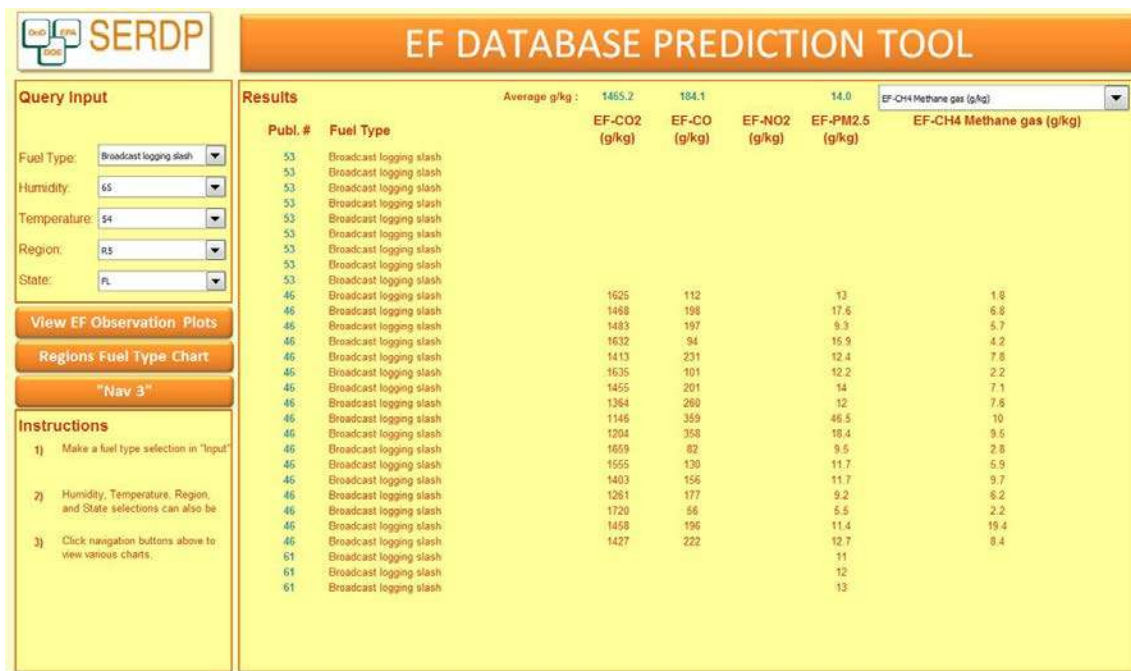 DoD EPA DOE SERDP
EF DATABASE PREDICTION TOOL
Query Input
Fuel Type: Broadcast logging slash
Humidity: 65
Temperature: 54
Region: R5
State: FL
View EF Observation Plots
Regions Fuel Type Chart
"Nav 3"
Instructions
1) Make a fuel type selection in "Input"
2) Humidity, Temperature, Region,
and State selections can also be
3) Click navigation buttons above to
view various charts.
Results Average g/kg : 1465.2 184.1 14.0 EF-CH4 Methane gas (g/kg)
Publ. # Fuel Type EF-CO2 (g/kg) EF-CO (g/kg) EF-NO2 (g/kg) EF-PM2.5 (g/kg) EF-CH4 Methane gas (g/kg)
53 Broadcast logging slash
53 Broadcast logging slash
53 Broadcast logging slash
53 Broadcast logging slash
53 Broadcast logging slash
53 Broadcast logging slash
53 Broadcast logging slash
53 Broadcast logging slash
53 Broadcast logging slash
46 Broadcast logging slash 1625 112 13 1.8
46 Broadcast logging slash 1468 198 17.6 6.8
46 Broadcast logging slash 1483 197 9.3 5.7
46 Broadcast logging slash 1632 94 15.9 4.2
46 Broadcast logging slash 1413 231 12.4 7.8
46 Broadcast logging slash 1635 101 12.2 2.2
46 Broadcast logging slash 1455 201 14 7.1
46 Broadcast logging slash 1364 260 12 7.6
46 Broadcast logging slash 1146 359 46.5 10
46 Broadcast logging slash 1204 358 18.4 9.5
46 Broadcast logging slash 1659 82 9.5 2.8
46 Broadcast logging slash 1555 130 11.7 5.9
46 Broadcast logging slash 1403 156 11.7 9.7
46 Broadcast logging slash 1261 177 9.2 6.2
46 Broadcast logging slash 1720 56 5.5 2.2
46 Broadcast logging slash 1458 196 11.4 19.4
46 Broadcast logging slash 1427 222 12.7 8.4
61 Broadcast logging slash 11
61 Broadcast logging slash 12
61 Broadcast logging slash 13